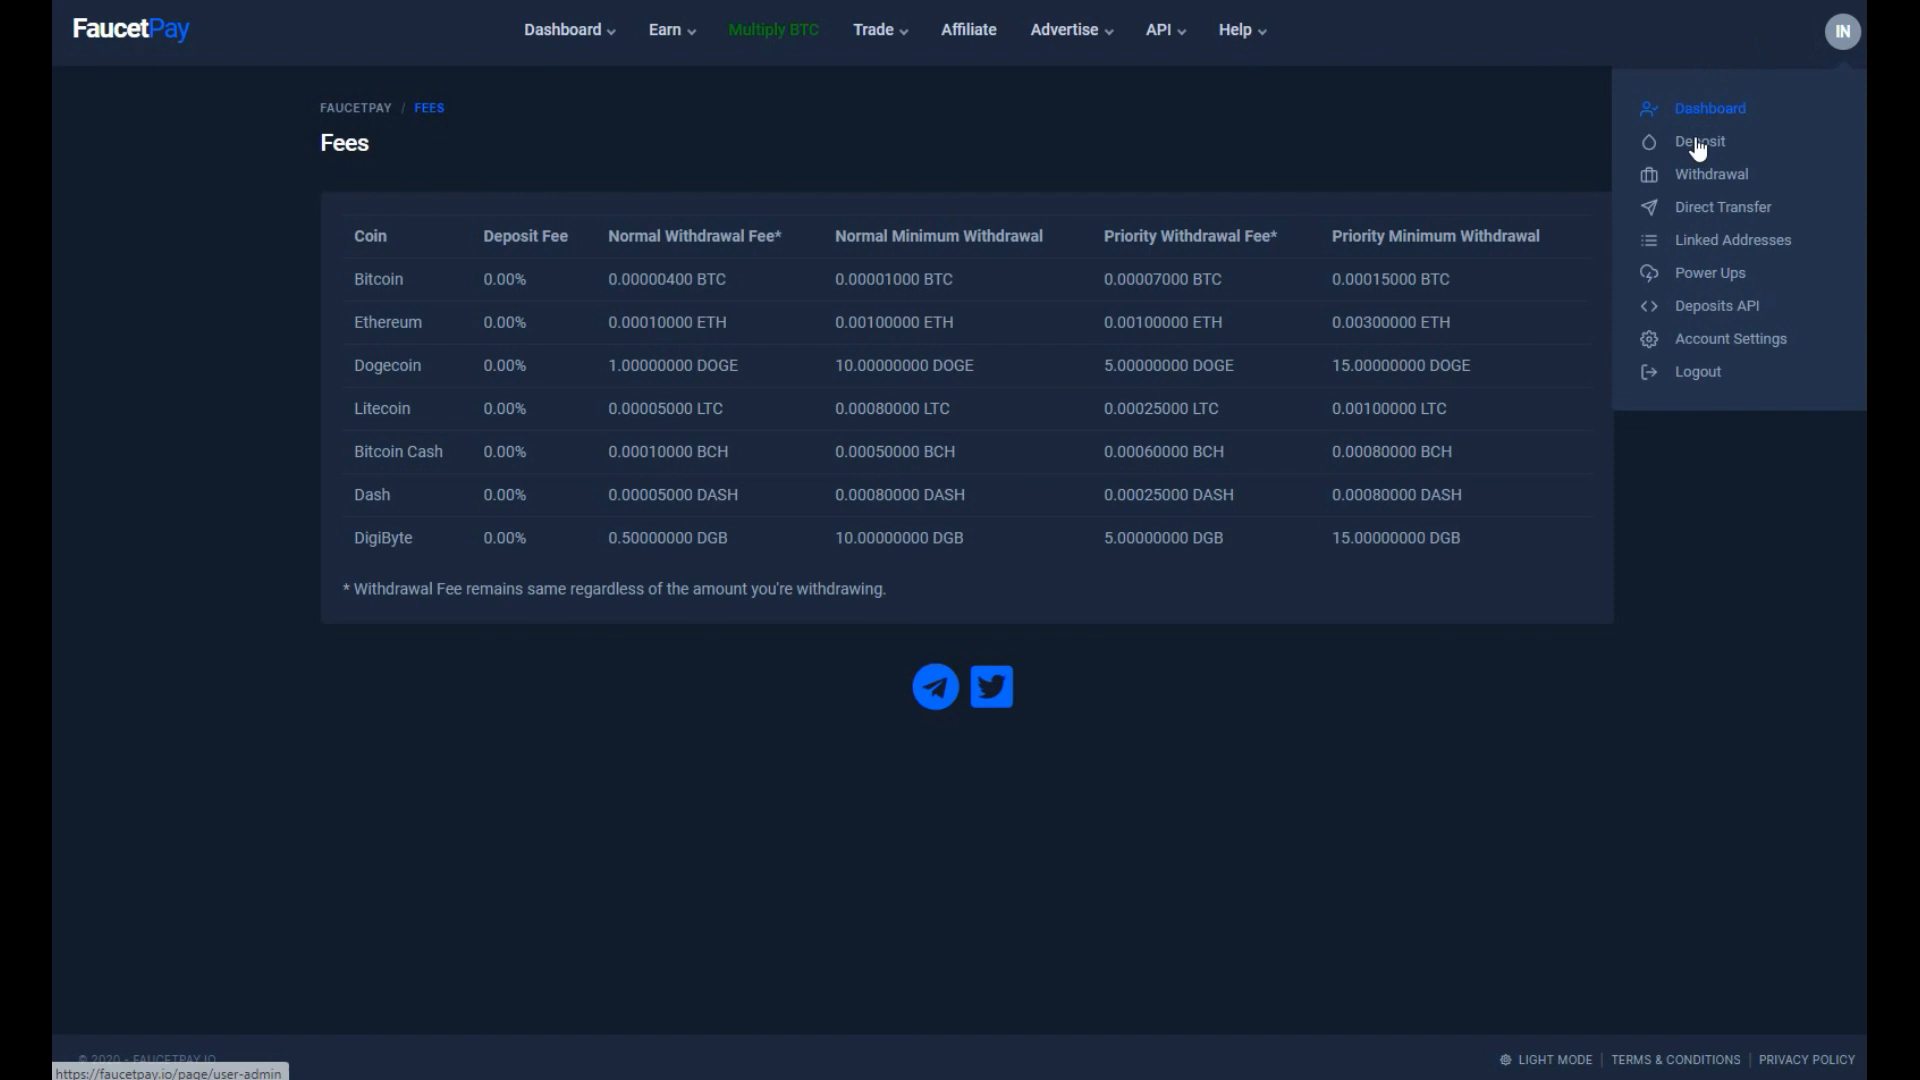 FaucetPay
Dashboard Earn Multiply BTC Trade Affiliate Advertise API Help IN
FAUCETPAY / FEES
Fees
Coin Deposit Fee Normal Withdrawal Fee* Normal Minimum Withdrawal Priority Withdrawal Fee* Priority Minimum Withdrawal
Bitcoin 0.00% 0.00000400 BTC 0.00001000 BTC 0.00007000 BTC 0.00015000 BTC
Ethereum 0.00% 0.00010000 ETH 0.00100000 ETH 0.00100000 ETH 0.00300000 ETH
Dogecoin 0.00% 1.00000000 DOGE 10.00000000 DOGE 5.00000000 DOGE 15.00000000 DOGE
Litecoin 0.00% 0.00005000 LTC 0.00080000 LTC 0.00025000 LTC 0.00100000 LTC
Bitcoin Cash 0.00% 0.00010000 BCH 0.00050000 BCH 0.00060000 BCH 0.00080000 BCH
Dash 0.00% 0.00005000 DASH 0.00080000 DASH 0.00025000 DASH 0.00080000 DASH
DigiByte 0.00% 0.50000000 DGB 10.00000000 DGB 5.00000000 DGB 15.00000000 DGB
* Withdrawal Fee remains same regardless of the amount you're withdrawing.
Dashboard
Deposit
Withdrawal
Direct Transfer
Linked Addresses
Power Ups
Deposits API
Account Settings
Logout
© 2020 - FAUCETPAY.IO
LIGHT MODE | TERMS & CONDITIONS | PRIVACY POLICY
https://faucetpay.io/page/user-admin